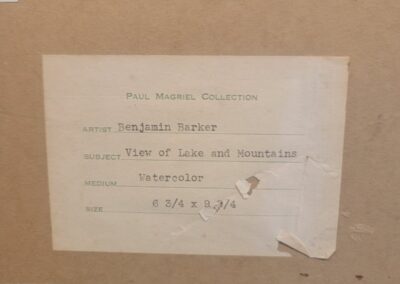 PAUL MAGRIEL COLLECTION
ARTIST Benjamin Barker
SUBJECT View of Lake and Mountains
MEDIUM Watercolor
SIZE 6 3/4 x 9 3/4